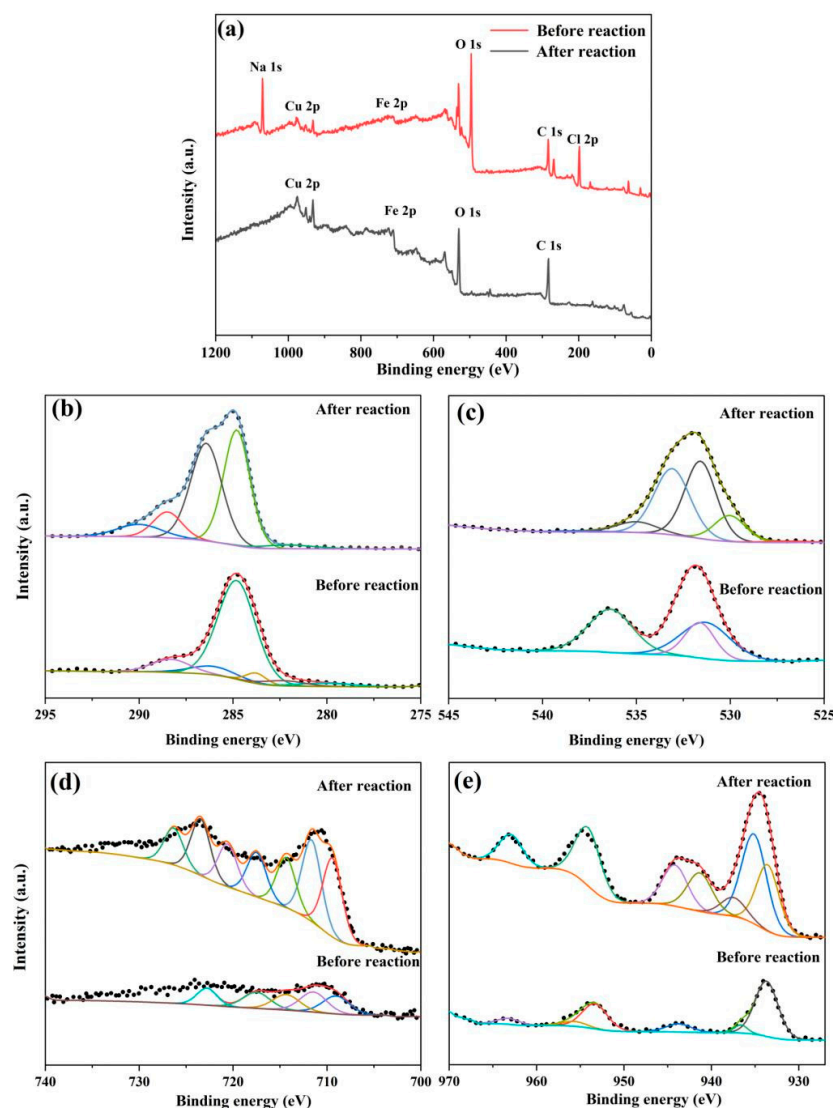 (a)
Before reaction
After reaction
O 1s
Na 1s
Cu 2p
Fe 2p
C 1s
Cl 2p
Cu 2p
Fe 2p
O 1s
C 1s
Intensity (a.u.)
1200 1000 800 600 400 200 0
Binding energy (eV)
(b)
After reaction
Before reaction
Intensity (a.u.)
295 290 285 280 275
Binding energy (eV)
(c)
After reaction
Before reaction
545 540 535 530 525
Binding energy (eV)
(d)
After reaction
Before reaction
Intensity (a.u.)
740 730 720 710 700
Binding energy (eV)
(e)
After reaction
Before reaction
970 960 950 940 930
Binding energy (eV)